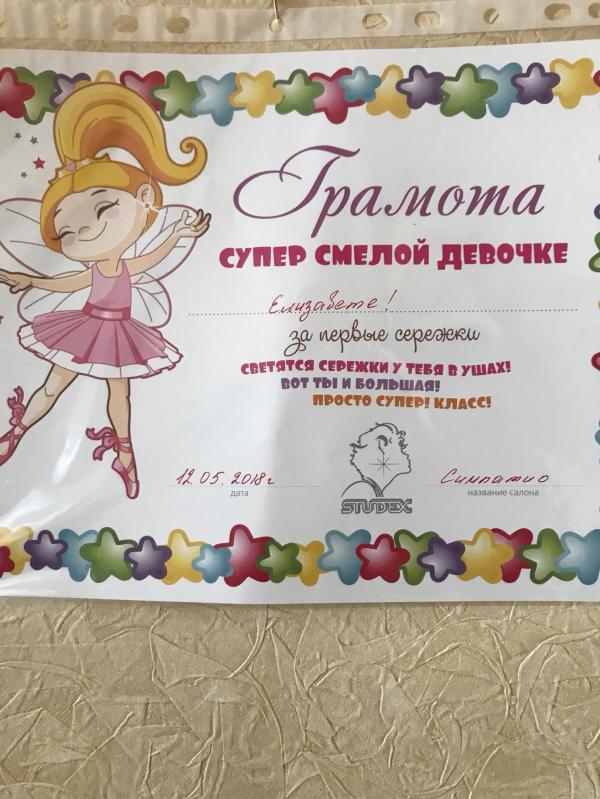 Грамота
СУПЕР СМЕЛОЙ ДЕВОЧКЕ
Елизавете!
за первые сережки
СВЕТЯТСЯ СЕРЕЖКИ У ТЕБЯ В УШАХ!
ВОТ ТЫ И БОЛЬШАЯ!
ПРОСТО СУПЕР! КЛАСС!
12.05.2018г Симпатио
дата STUDEX название салона